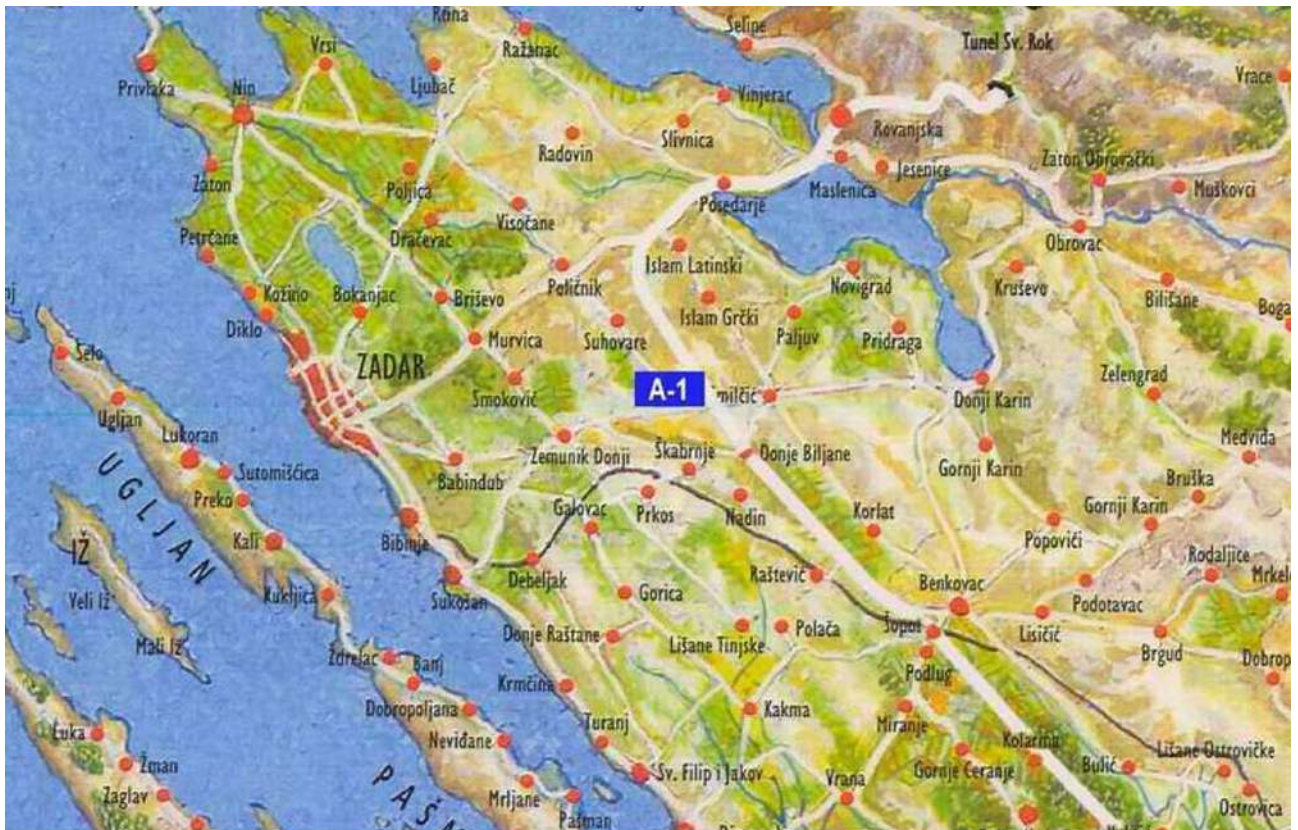 Seline
Ražanac
Tunel Sv. Rok
Vrsi
Privlaka
Nin
Ljubač
Vinjerac
Vrace
Slivnica
Rovanjska
Radovin
Zaton
Poljica
Jesenice
Zaton Obrovački
Maslenica
Muškovci
Posedarje
Visočane
Petrčane
Dračevac
Obrovac
Islam Latinski
Poličnik
Novigrad
Kruševo
Bilišane
Kožino
Bokanjac
Briševo
Islam Grčki
Diklo
Murvica
Suhovare
Paljuv
Pridraga
Selo
ZADAR
Smoković
A-1
milčić
Donji Karin
Zelengrad
Ugljan
Lukoran
Zemunik Donji
Škabrnje
Donje Biljane
Medviđa
UGLJAN
Sutomišćica
Babindub
Gornji Karin
Bruška
Preko
Galovac
Prkos
Nadin
Korlat
Gornji Karin
Kali
Bibinje
Popovići
IŽ
Debeljak
Raštević
Benkovac
Rodaljice
Veli Iž
Kukljica
Sukošan
Gorica
Podotavac
Mali Iž
Donje Raštane
Lišane Tinjske
Polača
Šopot
Lisičić
Brgud
Ždrelac
Banj
Krmčina
Podlug
Dobropoljana
Kakma
Miranje
Luka
Neviđane
Turanj
Kolarina
Lišane Ostrovičke
Žman
Sv. Filip i Jakov
Vrana
Gornje Ceranje
Bulić
Zaglav
Mrljane
Pašman
Ostrovica